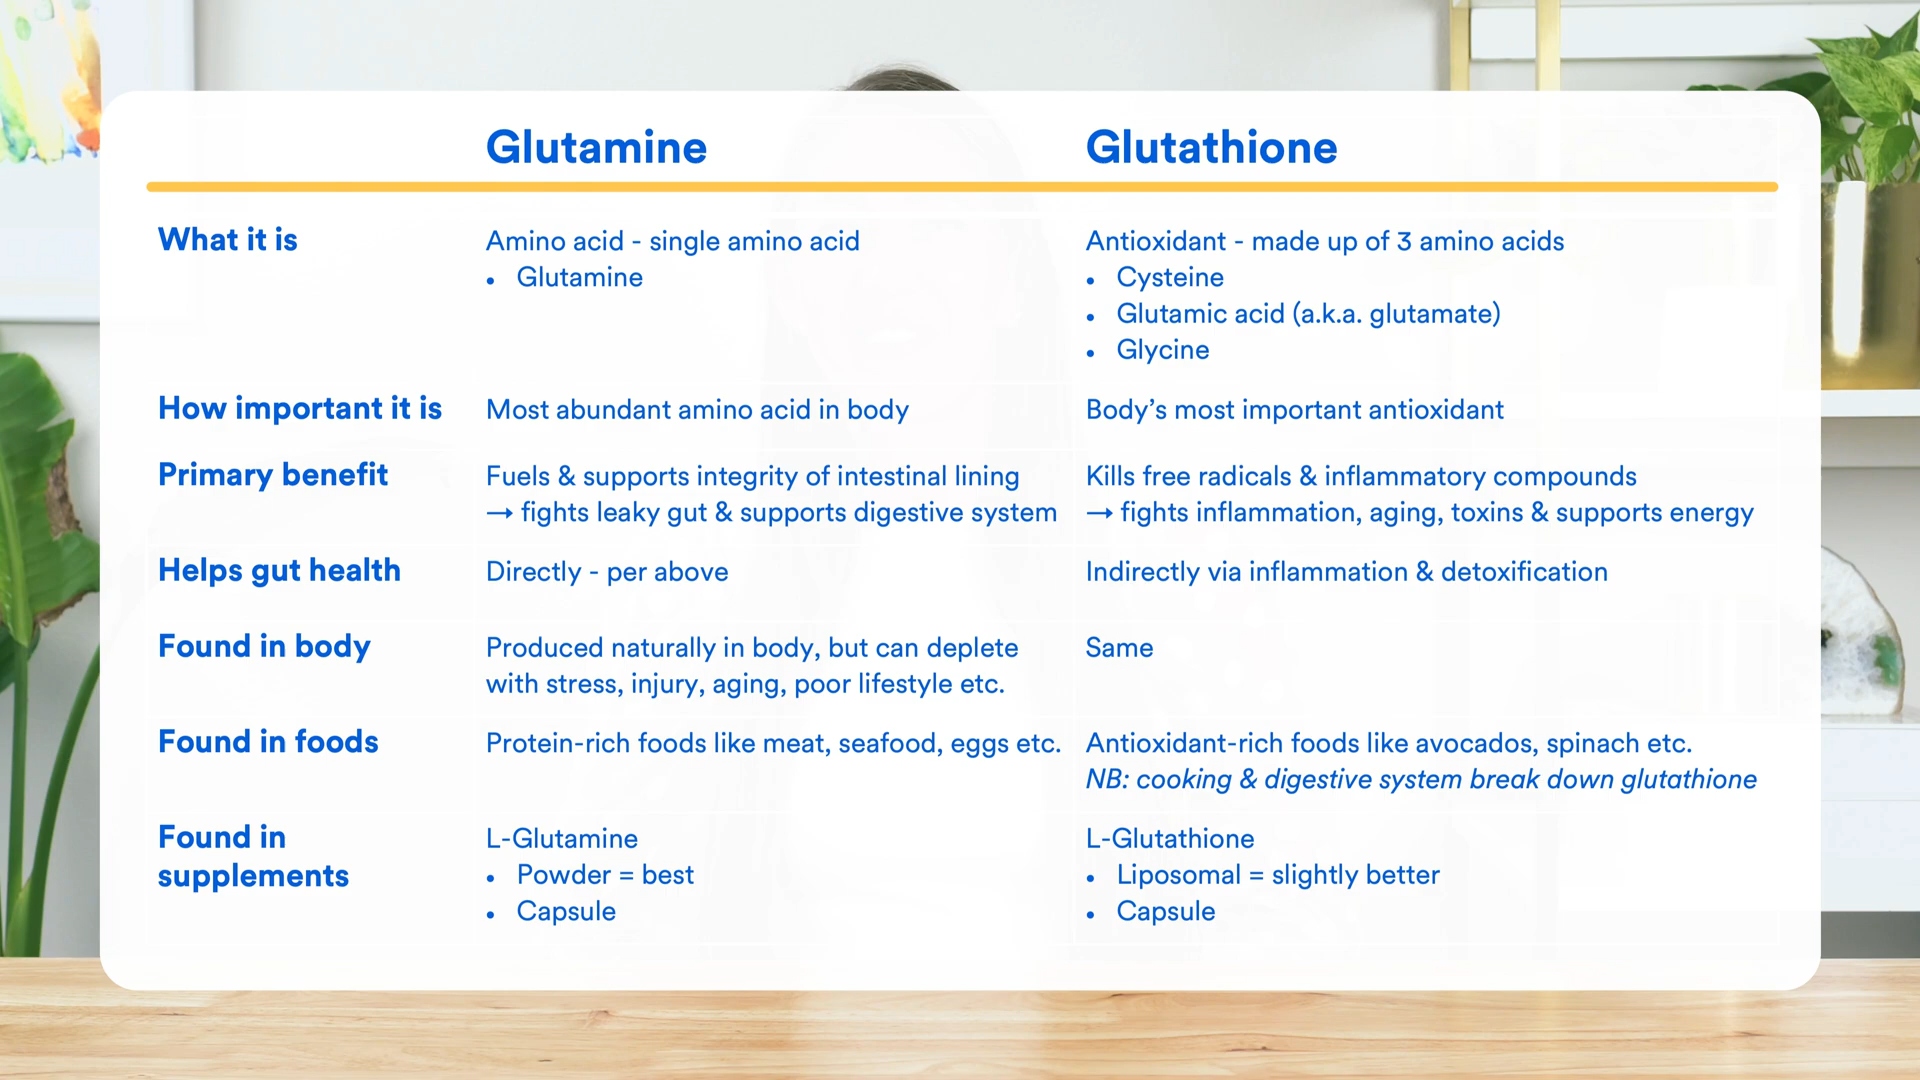 Glutamine Glutathione
What it is
Amino acid - single amino acid
• Glutamine
Antioxidant - made up of 3 amino acids
• Cysteine
• Glutamic acid (a.k.a. glutamate)
• Glycine
How important it is
Most abundant amino acid in body
Body’s most important antioxidant
Primary benefit
Fuels & supports integrity of intestinal lining
→ fights leaky gut & supports digestive system
Kills free radicals & inflammatory compounds
→ fights inflammation, aging, toxins & supports energy
Helps gut health
Directly - per above
Indirectly via inflammation & detoxification
Found in body
Produced naturally in body, but can deplete
with stress, injury, aging, poor lifestyle etc.
Same
Found in foods
Protein-rich foods like meat, seafood, eggs etc.
Antioxidant-rich foods like avocados, spinach etc.
NB: cooking & digestive system break down glutathione
Found in
supplements
L-Glutamine
• Powder = best
• Capsule
L-Glutathione
• Liposomal = slightly better
• Capsule